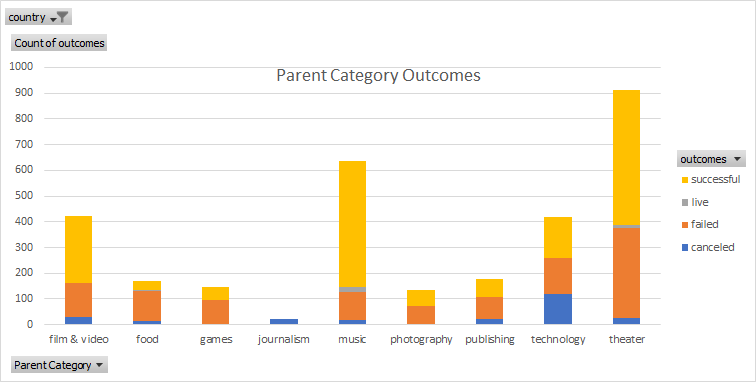 country
Count of outcomes
Parent Category Outcomes
1000
900
800
700
600
500
400
300
200
100
0
film & video food games journalism music photography publishing technology theater
outcomes
successful
live
failed
canceled
Parent Category